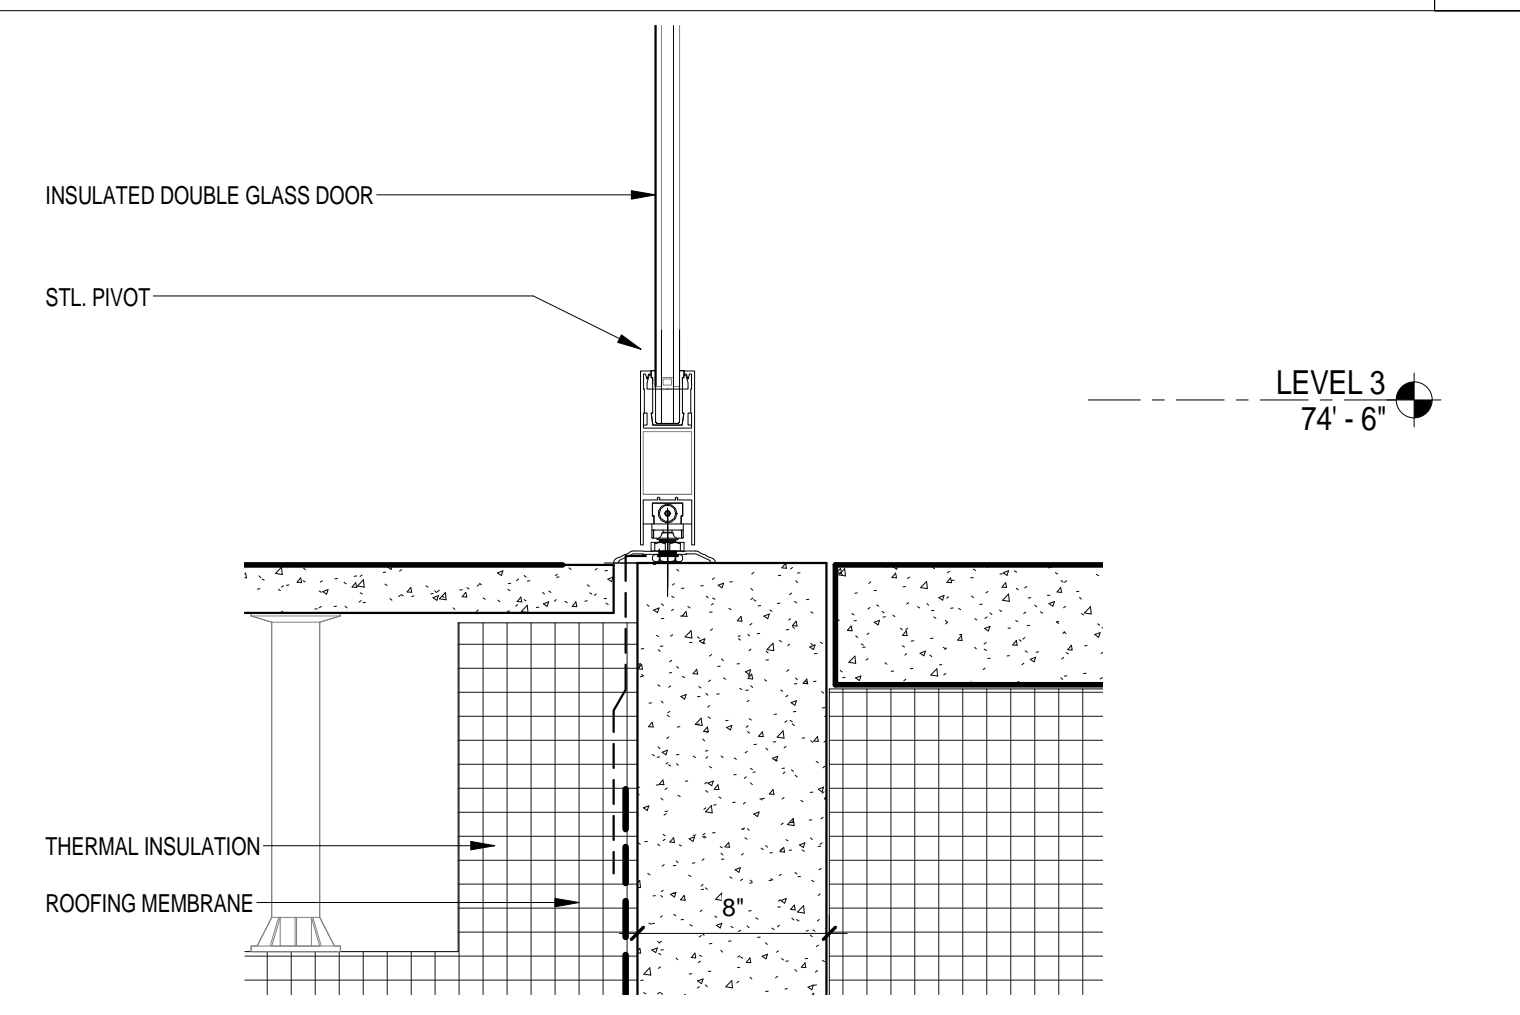 INSULATED DOUBLE GLASS DOOR
STL. PIVOT
LEVEL 3
74' - 6"
THERMAL INSULATION
ROOFING MEMBRANE
8"